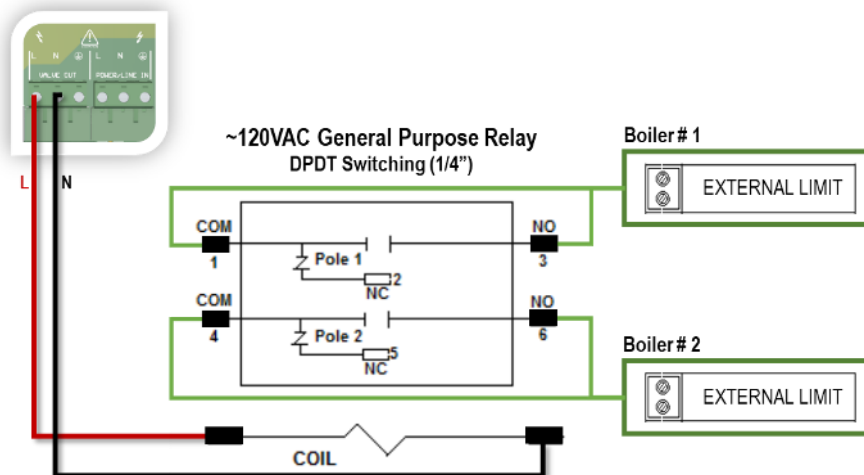 L N L N
VALVE OUT POWER/LINE IN
L N
~120VAC General Purpose Relay
DPDT Switching (1/4”)
Boiler # 1
EXTERNAL LIMIT
COM
1
Pole 1
2
NC
NO
3
COM
4
Pole 2
5
NC
NO
6
Boiler # 2
EXTERNAL LIMIT
COIL